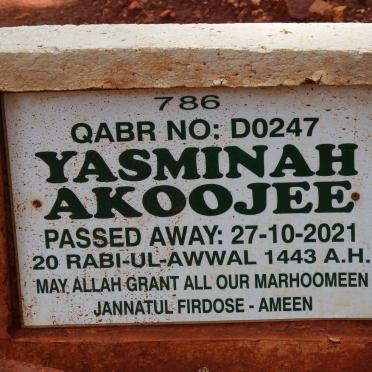 786
QABR NO: D0247
YASMINAH
AKOOJEE
PASSED AWAY: 27-10-2021
20 RABI-UL-AWWAL 1443 A.H.
MAY ALLAH GRANT ALL OUR MARHOOMEEN
JANNATUL FIRDOSE - AMEEN